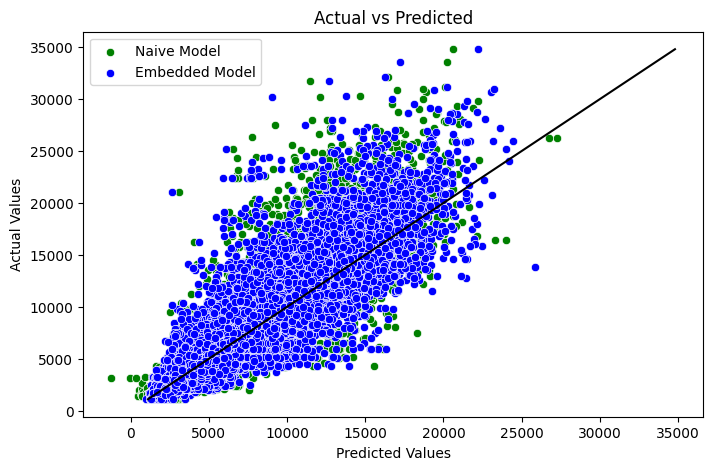 Actual vs Predicted
Naive Model
Embedded Model
35000
30000
25000
20000
15000
10000
5000
0
Actual Values
0 5000 10000 15000 20000 25000 30000 35000
Predicted Values